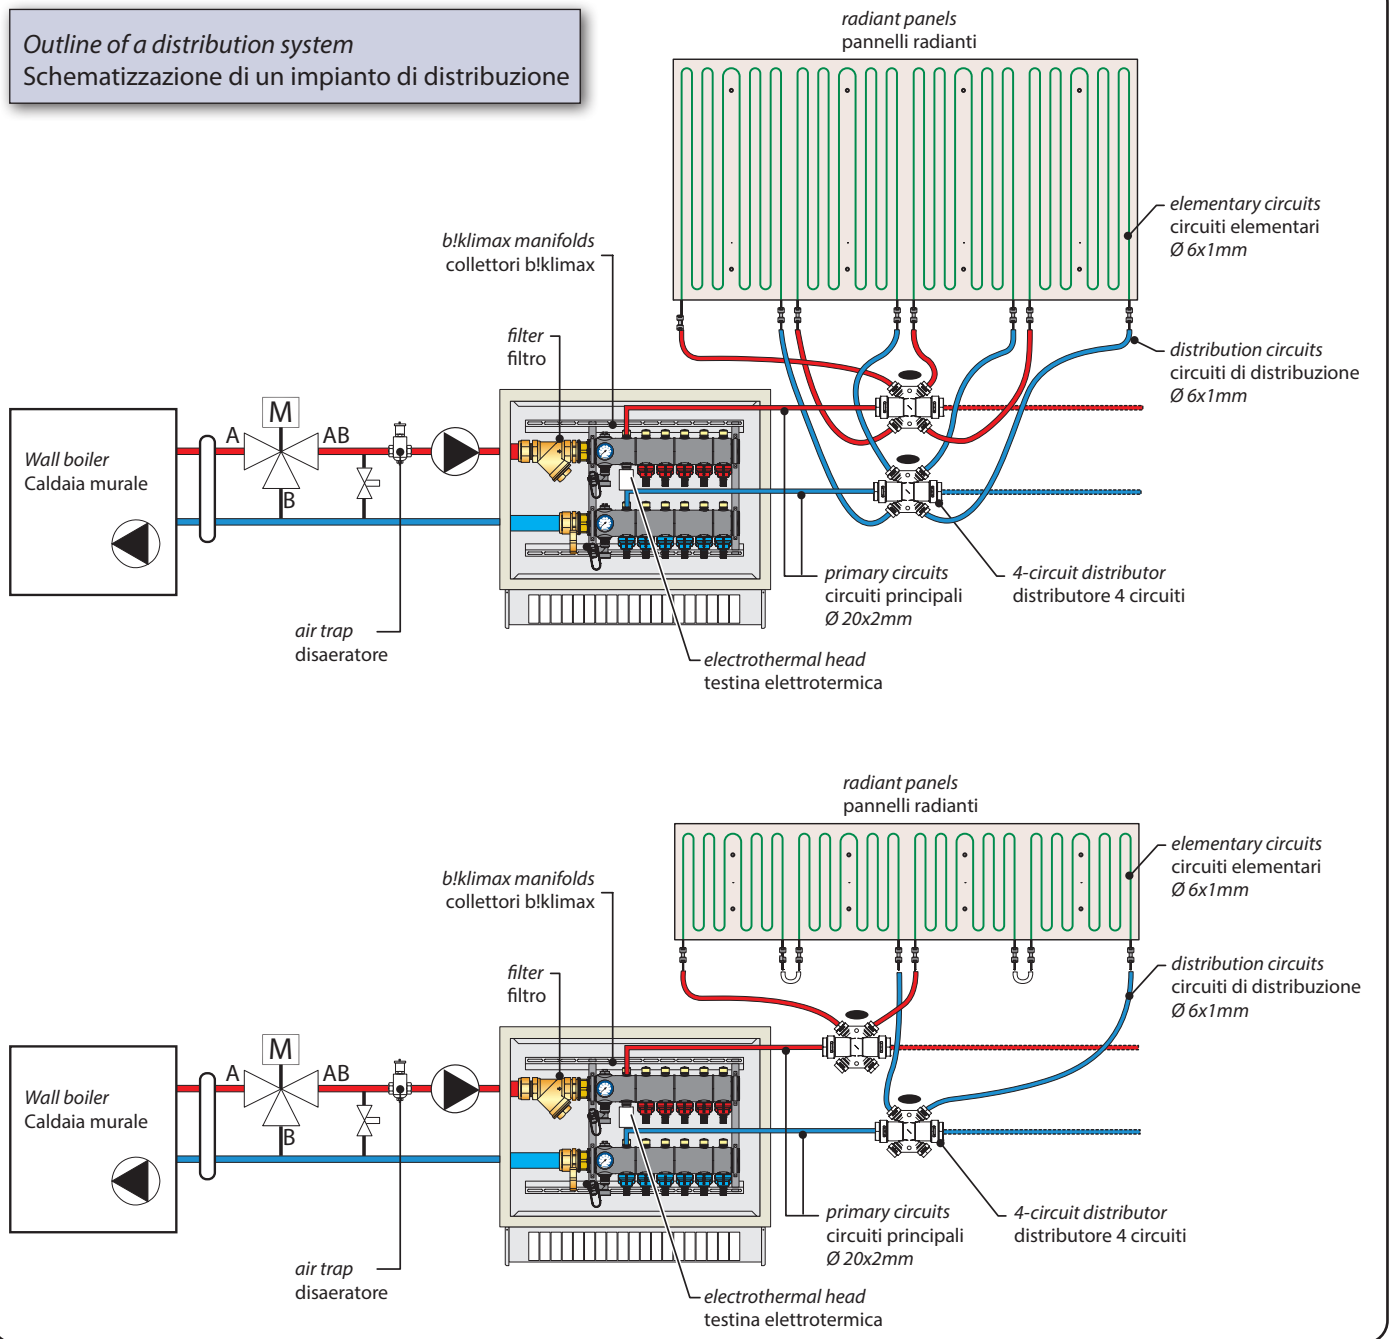 Outline of a distribution system
Schematizzazione di un impianto di distribuzione
radiant panels
pannelli radianti
elementary circuits
circuiti elementari
Ø 6x1mm
b!klimax manifolds
collettori b!klimax
filter
filtro
distribution circuits
circuiti di distribuzione
Ø 6x1mm
M
A
AB
B
Wall boiler
Caldaia murale
primary circuits
circuiti principali
Ø 20x2mm
4-circuit distributor
distributore 4 circuiti
air trap
disaeratore
electrothermal head
testina elettrotermica
radiant panels
pannelli radianti
elementary circuits
circuiti elementari
Ø 6x1mm
b!klimax manifolds
collettori b!klimax
filter
filtro
distribution circuits
circuiti di distribuzione
Ø 6x1mm
M
A
AB
B
Wall boiler
Caldaia murale
primary circuits
circuiti principali
Ø 20x2mm
4-circuit distributor
distributore 4 circuiti
air trap
disaeratore
electrothermal head
testina elettrotermica